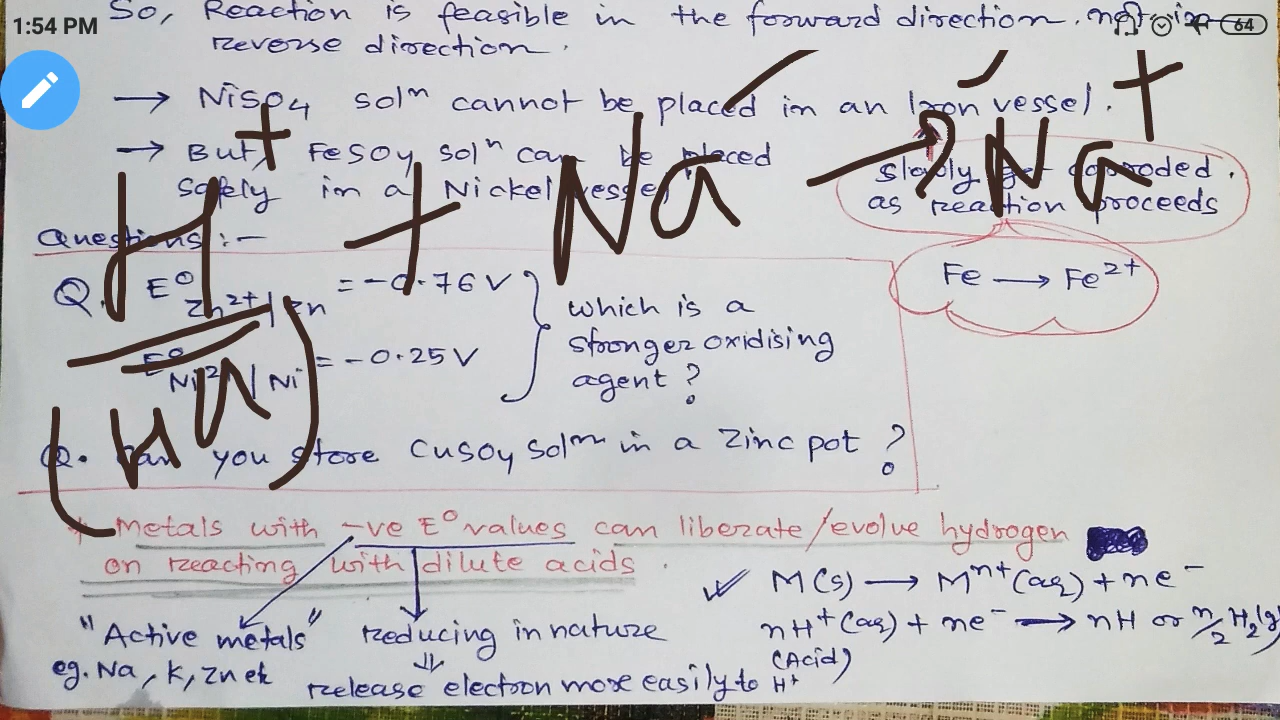 So, Reaction is feasible in the forward direction, not in
1:54 PM
64
reverse direction.
→ NiSO4 solⁿ cannot be placed in an Iron vessel.
→ But, FeSO4 solⁿ can be placed
safely in a Nickel vessel
slowly get corroded.
as reaction proceeds
Fe → Fe²⁺
H⁺ + Na → Na⁺
(HCl)
Questions :-
Q. E⁰ Zn²⁺/Zn = -0.76 V
E⁰ Ni²⁺/Ni = -0.25 V
which is a
stronger oxidising
agent ?
Q. Can you store CuSO4 solⁿ in a Zinc pot ?
* Metals with -ve E⁰ values can liberate/evolve hydrogen
on reacting with dilute acids.
"Active metals"
eg. Na, K, Zn etc
reducing in nature
⇓
release electron more easily to H⁺
✓ M(s) → Mⁿ⁺(aq) + ne⁻
nH⁺(aq) + ne⁻ → nH or n/2 H₂(g)
(Acid)